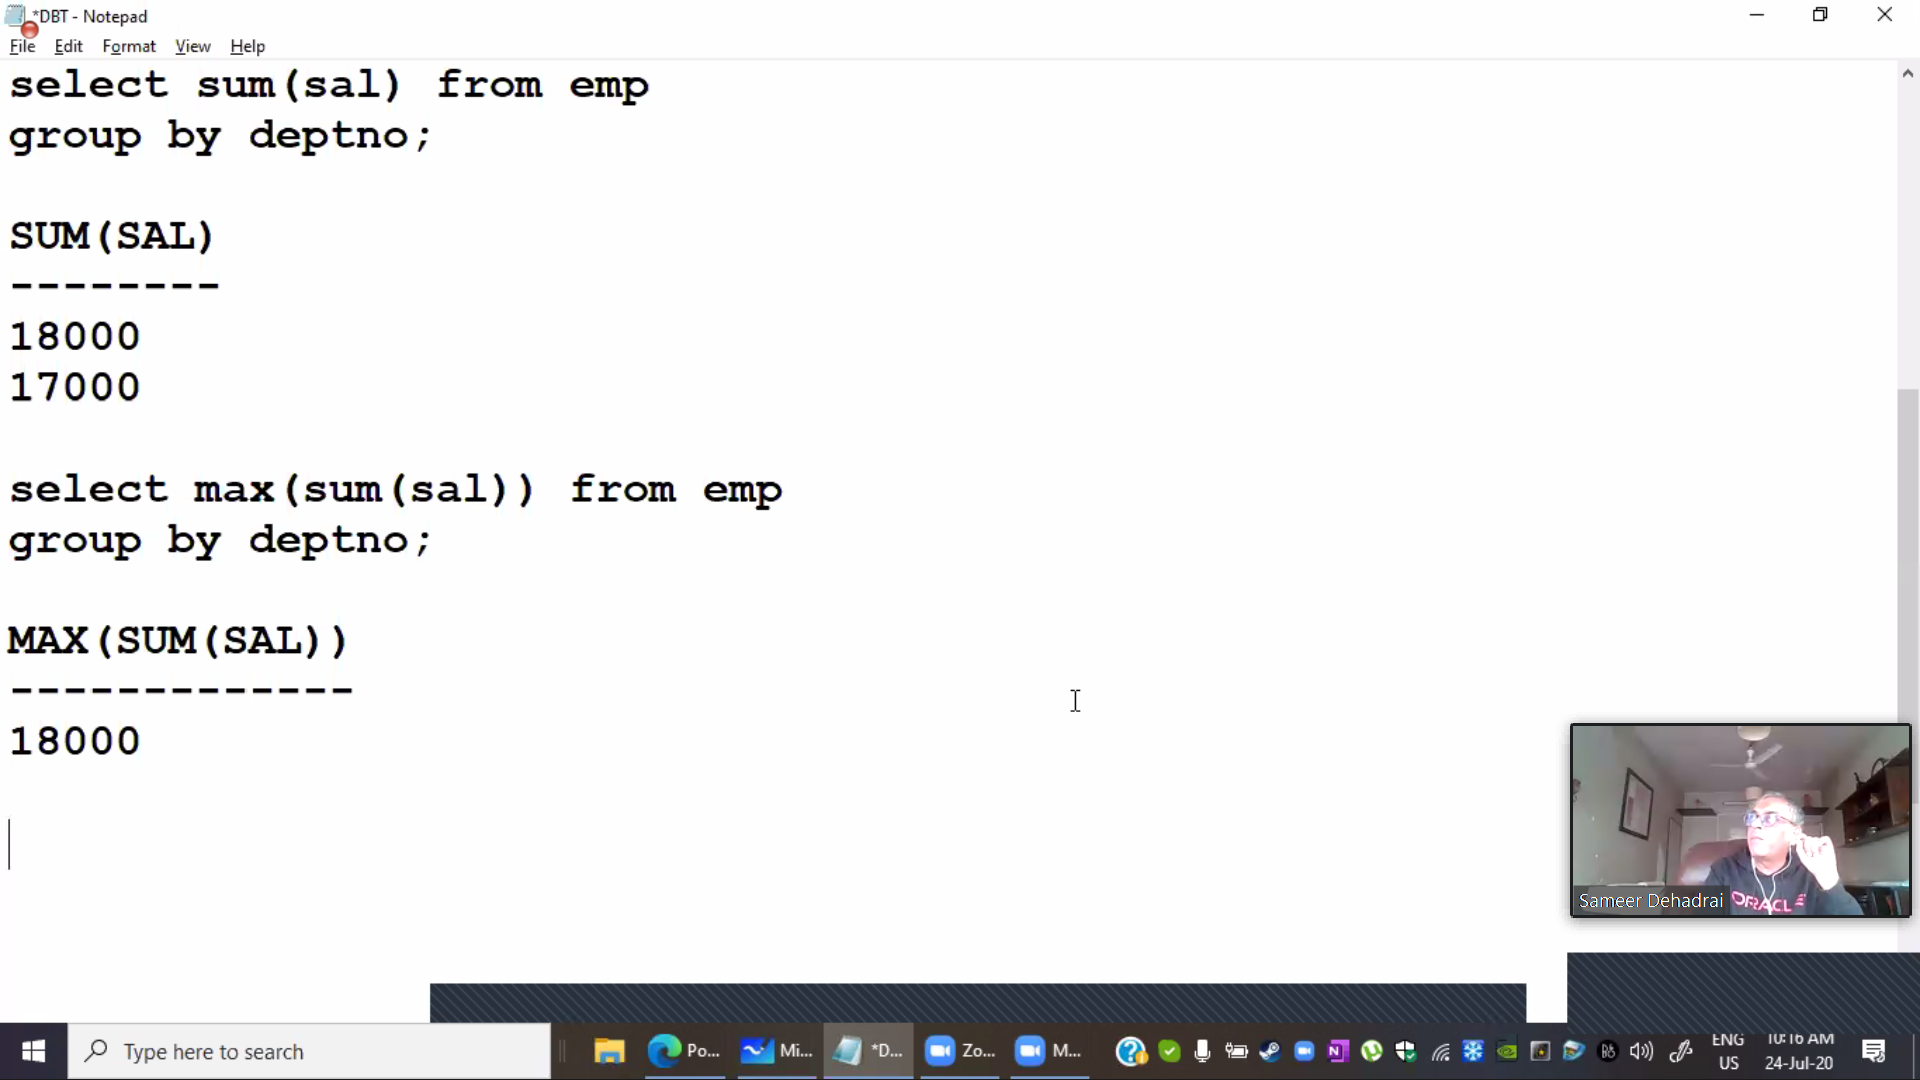 *DBT - Notepad
File Edit Format View Help
select sum(sal) from emp
group by deptno;
SUM(SAL)
--------
18000
17000
select max(sum(sal)) from emp
group by deptno;
MAX(SUM(SAL))
-------------
18000
ORACLE
Sameer Dehadrai
Type here to search
Po...
Mi...
*D...
Zo...
M...
ENG
US
10:16 AM
24-Jul-20